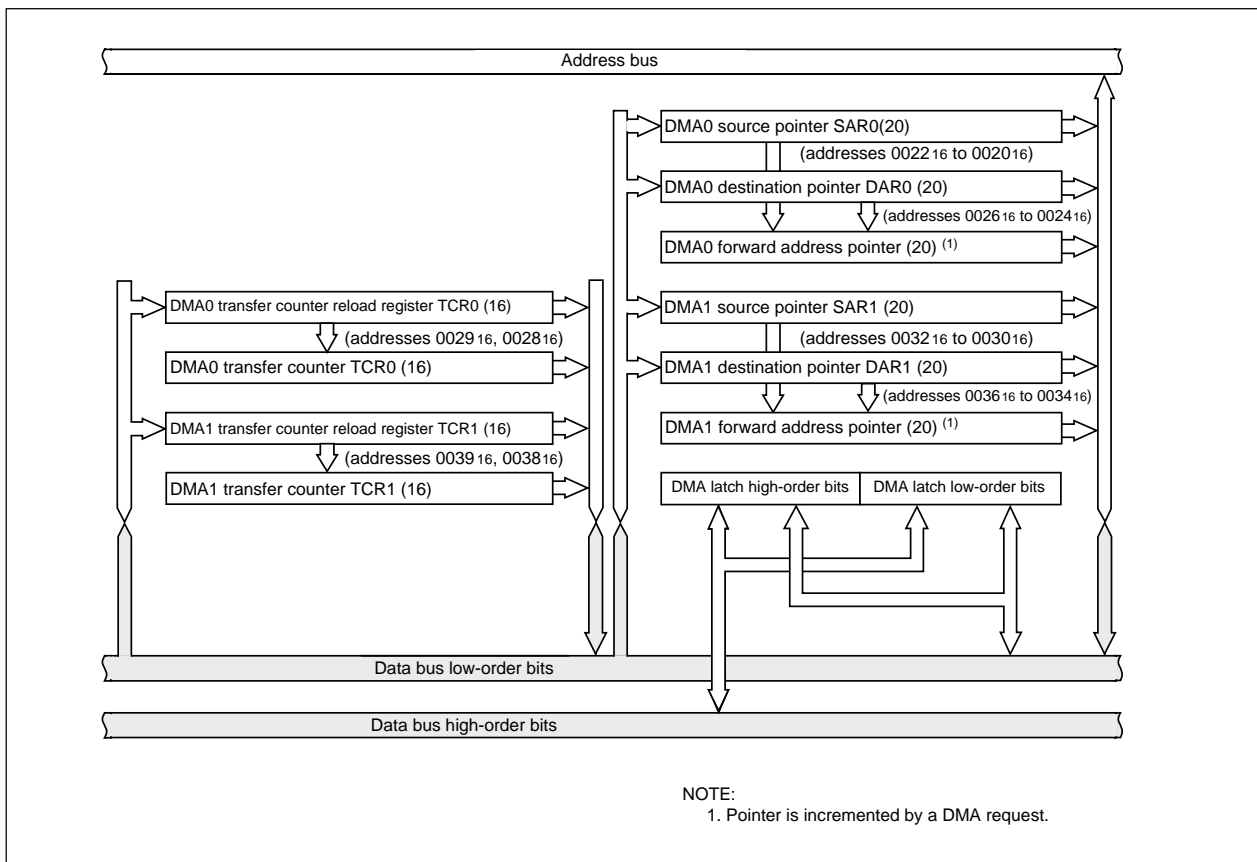 Address bus
DMA0 source pointer SAR0(20)
(addresses 0022₁₆ to 0020₁₆)
DMA0 destination pointer DAR0 (20)
(addresses 0026₁₆ to 0024₁₆)
DMA0 forward address pointer (20) ⁽¹⁾
DMA0 transfer counter reload register TCR0 (16)
(addresses 0029₁₆, 0028₁₆)
DMA0 transfer counter TCR0 (16)
DMA1 transfer counter reload register TCR1 (16)
(addresses 0039₁₆, 0038₁₆)
DMA1 transfer counter TCR1 (16)
DMA1 source pointer SAR1 (20)
(addresses 0032₁₆ to 0030₁₆)
DMA1 destination pointer DAR1 (20)
(addresses 0036₁₆ to 0034₁₆)
DMA1 forward address pointer (20) ⁽¹⁾
DMA latch high-order bits
DMA latch low-order bits
Data bus low-order bits
Data bus high-order bits
NOTE:
1. Pointer is incremented by a DMA request.